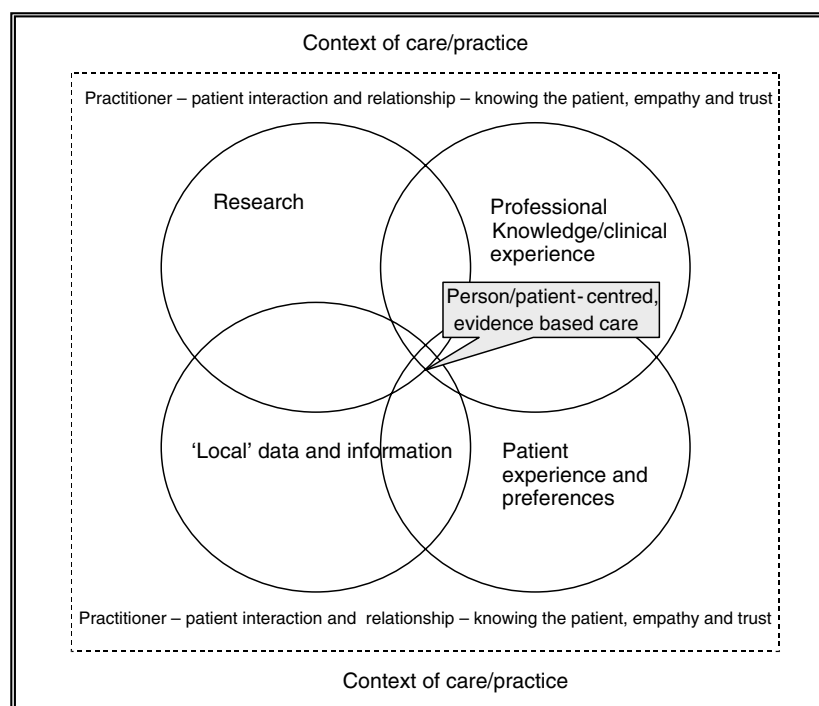 Context of care/practice
Practitioner – patient interaction and relationship – knowing the patient, empathy and trust
Research
Professional
Knowledge/clinical
experience
Person/patient-centred,
evidence based care
‘Local’ data and information
Patient
experience and
preferences
Practitioner – patient interaction and relationship – knowing the patient, empathy and trust
Context of care/practice